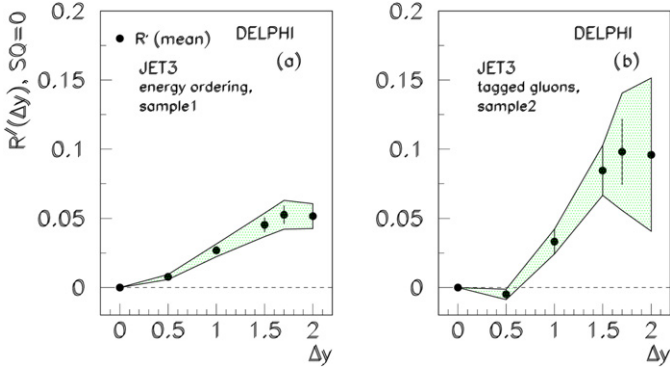 R'(Δy), SQ=0
0.2
0.15
0.1
0.05
0
R' (mean)
DELPHI
(a)
JET3
energy ordering,
sample1
0 0.5 1 1.5 2
Δy
0.2
0.15
0.1
0.05
0
DELPHI
(b)
JET3
tagged gluons,
sample2
0 0.5 1 1.5 2
Δy